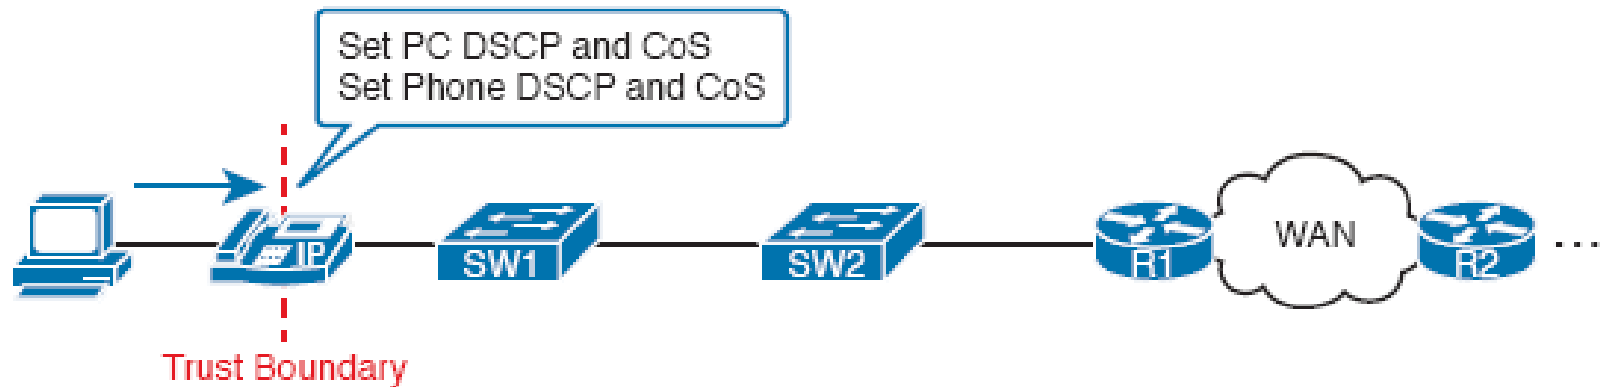 Set PC DSCP and CoS
Set Phone DSCP and CoS
IP
SW1
SW2
R1
WAN
R2
...
Trust Boundary